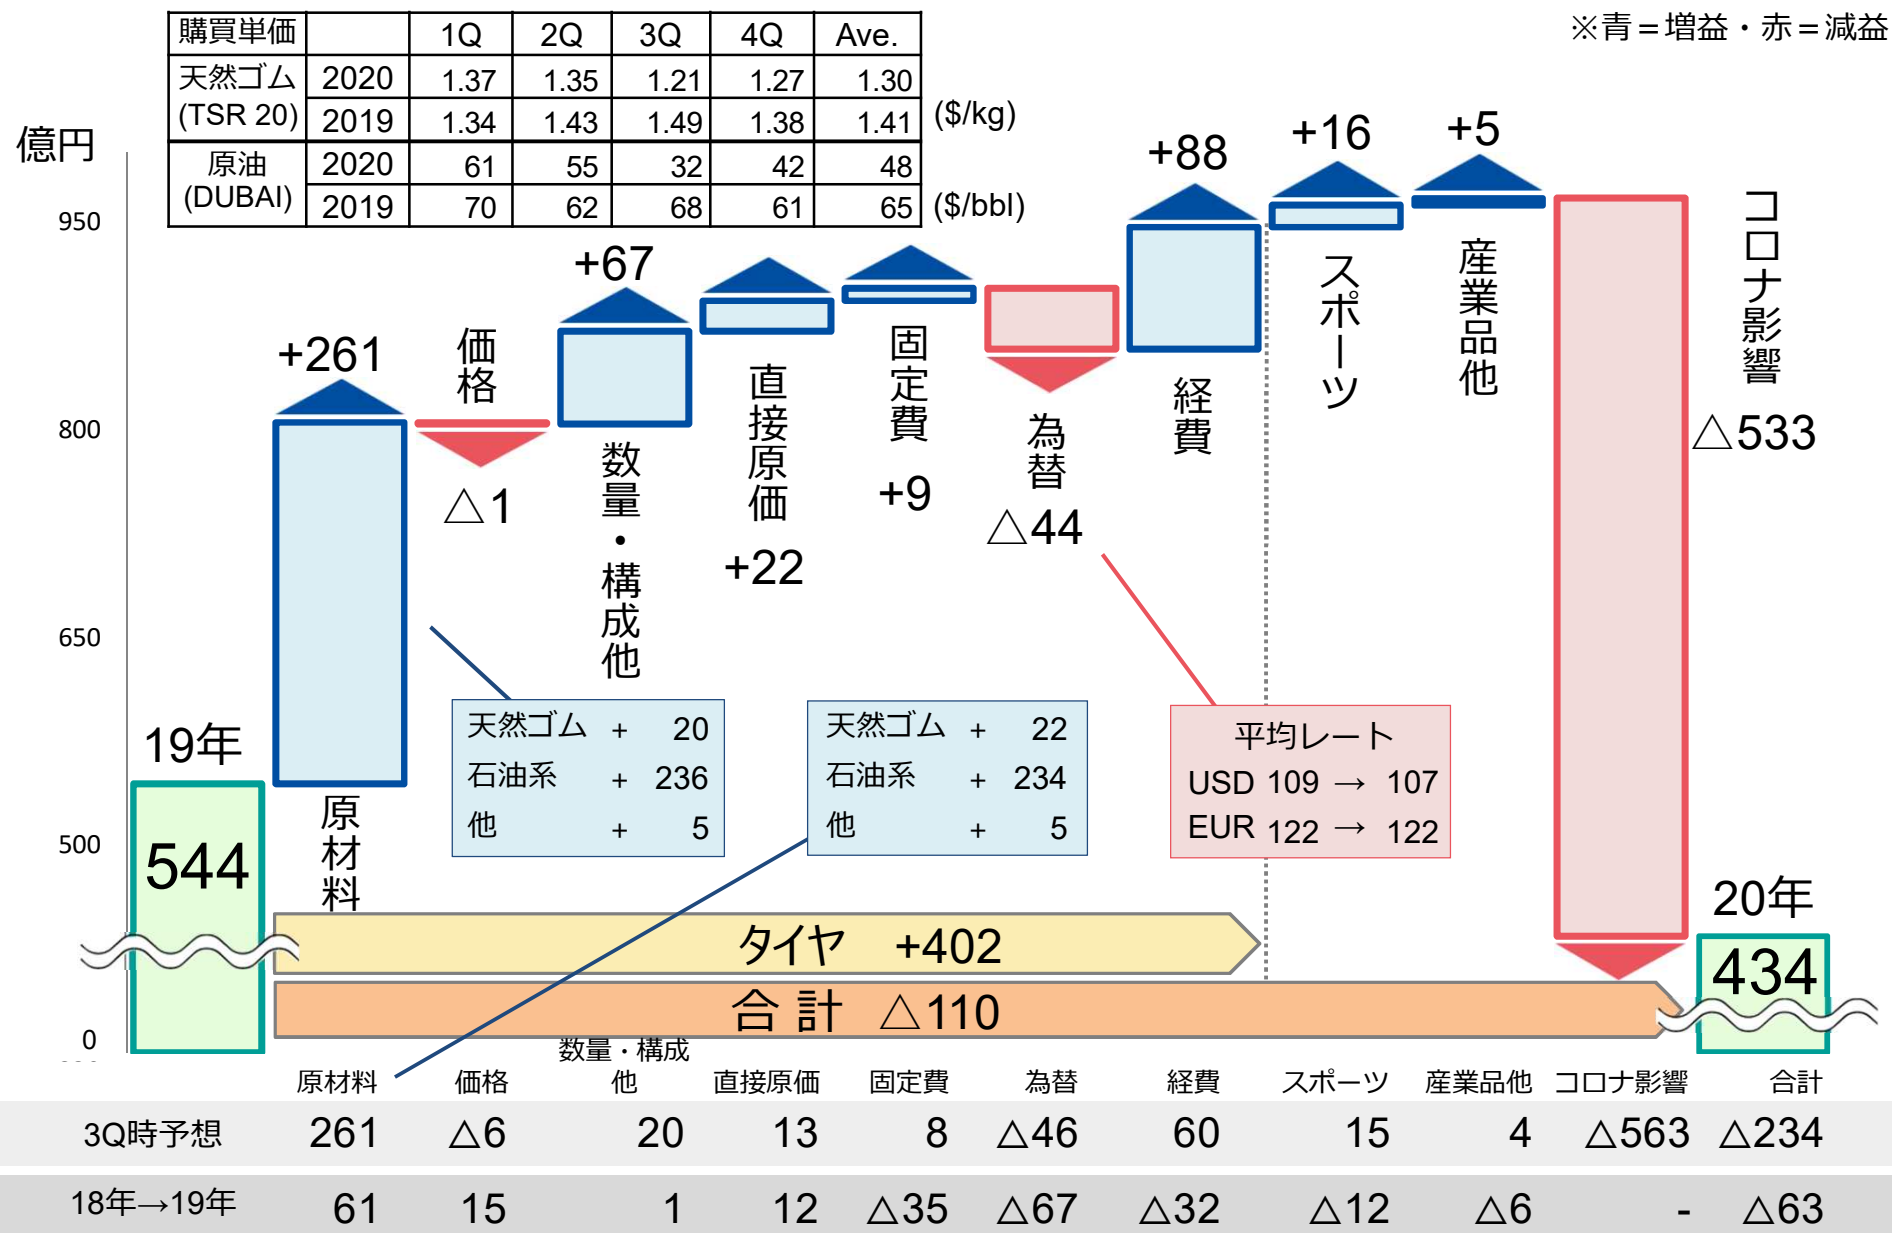 ※青＝増益・赤＝減益
購買単価 1Q 2Q 3Q 4Q Ave.
天然ゴム (TSR 20) 2020 1.37 1.35 1.21 1.27 1.30
2019 1.34 1.43 1.49 1.38 1.41 ($/kg)
原油 (DUBAI) 2020 61 55 32 42 48
2019 70 62 68 61 65 ($/bbl)
億円
950
800
650
500
0
19年
544
+261
原材料
価格
△1
+67
数量・構成他
直接原価
+22
固定費
+9
為替
△44
+88
経費
+16
スポーツ
+5
産業品他
コロナ影響
△533
20年
434
天然ゴム + 20
石油系 + 236
他 + 5
天然ゴム + 22
石油系 + 234
他 + 5
平均レート
USD 109 → 107
EUR 122 → 122
タイヤ +402
合計 △110
原材料 価格 数量・構成他 直接原価 固定費 為替 経費 スポーツ 産業品他 コロナ影響 合計
3Q時予想 261 △6 20 13 8 △46 60 15 4 △563 △234
18年→19年 61 15 1 12 △35 △67 △32 △12 △6 - △63